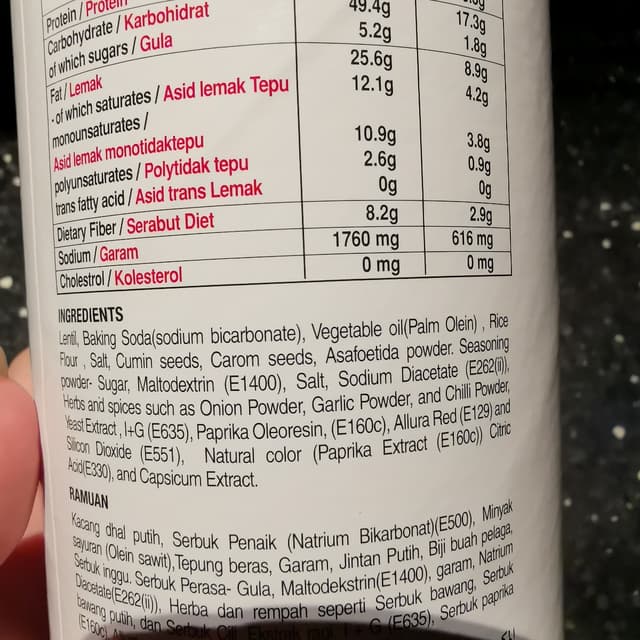 Protein / Protein
Carbohydrate / Karbohidrat 49.4g 17.3g
of which sugars / Gula 5.2g 1.8g
Fat / Lemak 25.6g 8.9g
- of which saturates / Asid lemak Tepu 12.1g 4.2g
monounsaturates /
Asid lemak monotidaktepu 10.9g 3.8g
polyunsaturates / Polytidak tepu 2.6g 0.9g
trans fatty acid / Asid trans Lemak 0g 0g
Dietary Fiber / Serabut Diet 8.2g 2.9g
Sodium / Garam 1760 mg 616 mg
Cholestrol / Kolesterol 0 mg 0 mg
INGREDIENTS
Lentil, Baking Soda(sodium bicarbonate), Vegetable oil(Palm Olein) , Rice
Flour , Salt, Cumin seeds, Carom seeds, Asafoetida powder. Seasoning
powder- Sugar, Maltodextrin (E1400), Salt, Sodium Diacetate (E262(ii)),
Herbs and spices such as Onion Powder, Garlic Powder, and Chilli Powder,
Yeast Extract , I+G (E635), Paprika Oleoresin, (E160c), Allura Red (E129) and
Silicon Dioxide (E551), Natural color (Paprika Extract (E160c)) Citric
Acid(E330), and Capsicum Extract.
RAMUAN
Kacang dhal putih, Serbuk Penaik (Natrium Bikarbonat)(E500), Minyak
sayuran (Olein sawit),Tepung beras, Garam, Jintan Putih, Biji buah pelaga,
Serbuk inggu. Serbuk Perasa- Gula, Maltodekstrin(E1400), garam, Natrium
Diacetate(E262(ii)), Herba dan rempah seperti Serbuk bawang, Serbuk
bawang putih, dan Serbuk G (E635), Serbuk paprika
(E160c)